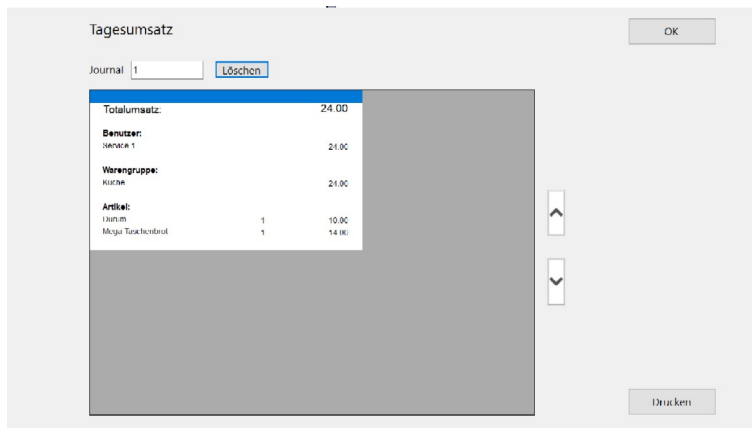 Tagesumsatz
OK
Journal 1 Löschen
Totalumsatz: 24.00
Benutzer:
Service 1 24.00
Warengruppe:
Küche 24.00
Artikel:
Dürüm 1 10.00
Mega Taschenbrot 1 14.00
Drucken